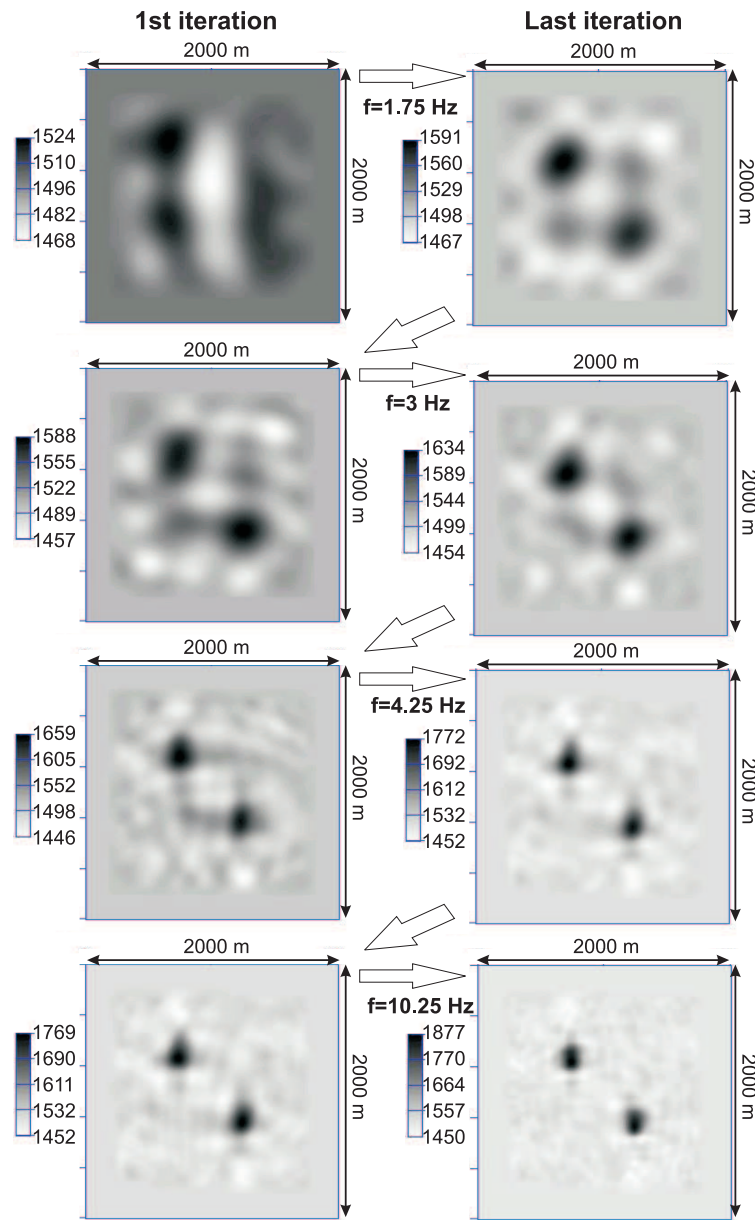 1st iteration
Last iteration
2000 m
2000 m
f=1.75 Hz
1524
1510
1496
1482
1468
2000 m
1591
1560
1529
1498
1467
2000 m
2000 m
2000 m
f=3 Hz
1588
1555
1522
1489
1457
2000 m
1634
1589
1544
1499
1454
2000 m
2000 m
2000 m
f=4.25 Hz
1659
1605
1552
1498
1446
2000 m
1772
1692
1612
1532
1452
2000 m
2000 m
2000 m
f=10.25 Hz
1769
1690
1611
1532
1452
2000 m
1877
1770
1664
1557
1450
2000 m